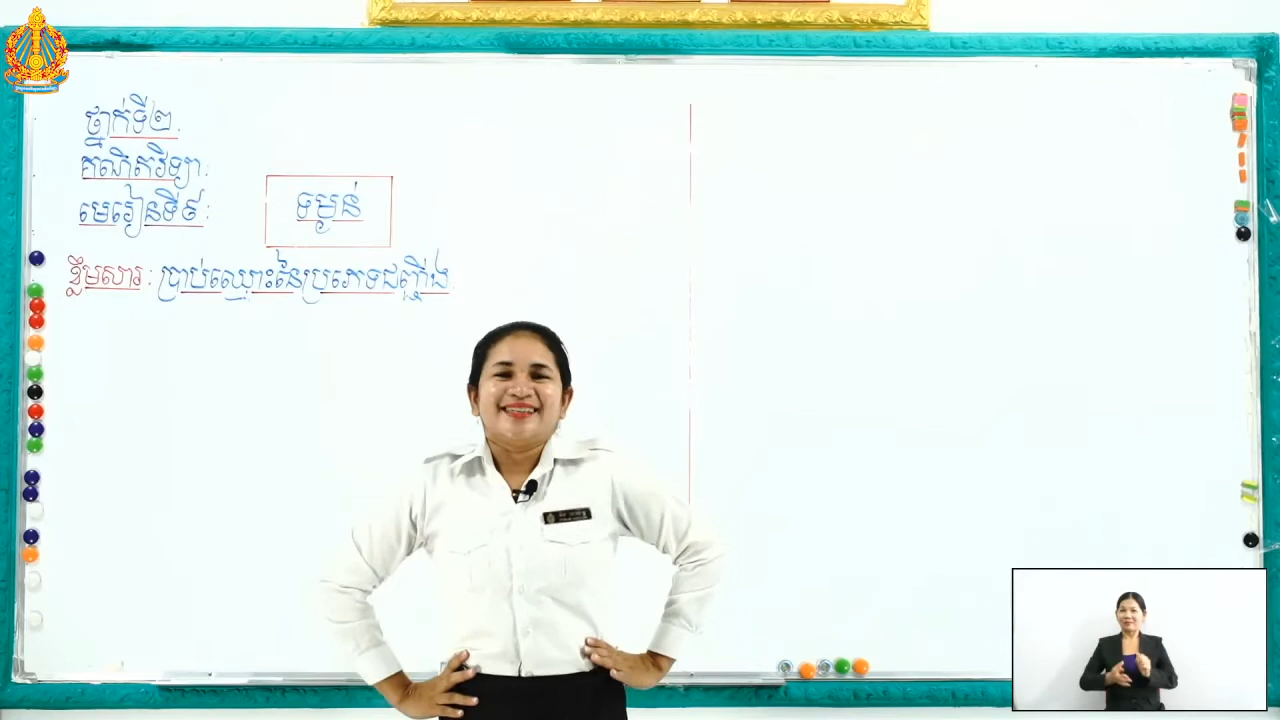 ថ្នាក់ទី២.
គណិតវិទ្យា:
មេរៀនទី៩:
ទម្ងន់
ខ្លឹមសារ: ប្រាប់ឈ្មោះនៃប្រភេទជញ្ជីង.